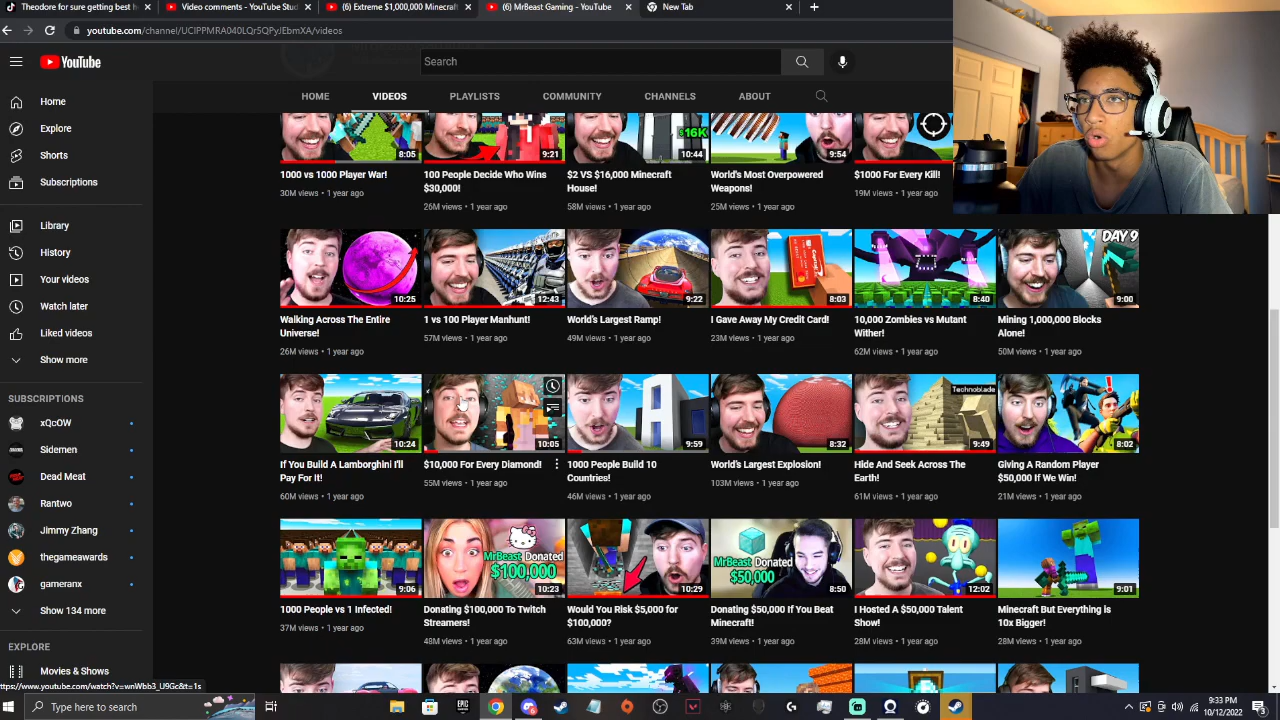 Theodore for sure getting best h
Video comments - YouTube Stud
(6) Extreme $1,000,000 Minecraft
(6) MrBeast Gaming - YouTube
New Tab
youtube.com/channel/UCIPPMRA040LQr5QPyJEbmXA/videos
YouTube
Search
HOME
VIDEOS
PLAYLISTS
COMMUNITY
CHANNELS
ABOUT
Home
Explore
Shorts
Subscriptions
Library
History
Your videos
Watch later
Liked videos
Show more
SUBSCRIPTIONS
xQcOW
Sidemen
Dead Meat
Rantwo
Jimmy Zhang
thegameawards
gameranx
Show 134 more
EXPLORE
Movies & Shows
8:05
1000 vs 1000 Player War!
30M views • 1 year ago
9:21
100 People Decide Who Wins
$30,000!
26M views • 1 year ago
$16K
10:44
$2 VS $16,000 Minecraft
House!
58M views • 1 year ago
9:54
World's Most Overpowered
Weapons!
25M views • 1 year ago
$1000 For Every Kill!
19M views • 1 year ago
10:25
Walking Across The Entire
Universe!
26M views • 1 year ago
12:43
1 vs 100 Player Manhunt!
57M views • 1 year ago
9:22
World's Largest Ramp!
49M views • 1 year ago
8:03
I Gave Away My Credit Card!
23M views • 1 year ago
8:40
10,000 Zombies vs Mutant
Wither!
62M views • 1 year ago
DAY 9
9:00
Mining 1,000,000 Blocks
Alone!
50M views • 1 year ago
10:24
If You Build A Lamborghini I'll
Pay For It!
60M views • 1 year ago
10:05
$10,000 For Every Diamond!
55M views • 1 year ago
9:59
1000 People Build 10
Countries!
46M views • 1 year ago
8:32
World's Largest Explosion!
103M views • 1 year ago
Technoblade
9:49
Hide And Seek Across The
Earth!
61M views • 1 year ago
8:02
Giving A Random Player
$50,000 If We Win!
21M views • 1 year ago
9:06
1000 People vs 1 Infected!
37M views • 1 year ago
MrBeast Donated
$100,000
10:23
Donating $100,000 To Twitch
Streamers!
48M views • 1 year ago
10:29
Would You Risk $5,000 for
$100,000?
63M views • 1 year ago
MrBeast Donated
$50,000
8:50
Donating $50,000 If You Beat
Minecraft!
39M views • 1 year ago
12:02
I Hosted A $50,000 Talent
Show!
28M views • 1 year ago
9:01
Minecraft But Everything Is
10x Bigger!
28M views • 1 year ago
Type here to search
EPIC
9:33 PM
10/12/2022